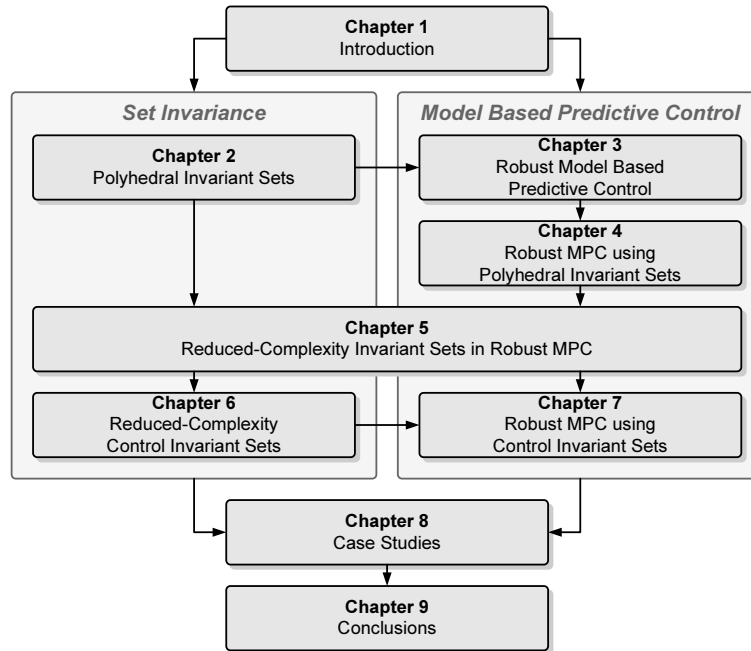 Chapter 1
Introduction
Set Invariance
Model Based Predictive Control
Chapter 2
Polyhedral Invariant Sets
Chapter 3
Robust Model Based
Predictive Control
Chapter 4
Robust MPC using
Polyhedral Invariant Sets
Chapter 5
Reduced-Complexity Invariant Sets in Robust MPC
Chapter 6
Reduced-Complexity
Control Invariant Sets
Chapter 7
Robust MPC using
Control Invariant Sets
Chapter 8
Case Studies
Chapter 9
Conclusions